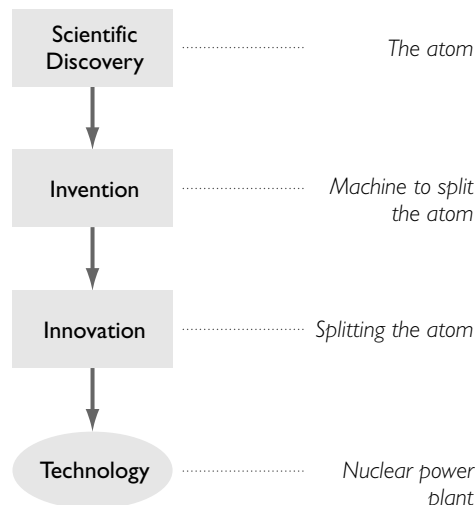 Scientific
Discovery
The atom
Invention
Machine to split
the atom
Innovation
Splitting the atom
Technology
Nuclear power
plant